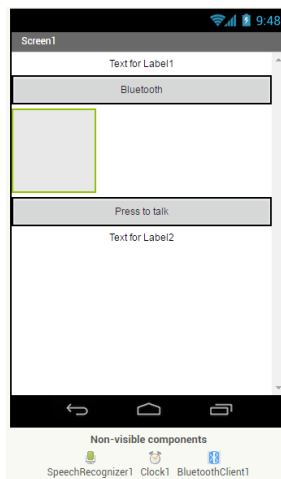 9:48
Screen1
Text for Label1
Bluetooth
Press to talk
Text for Label2
Non-visible components
SpeechRecognizer1 Clock1 BluetoothClient1